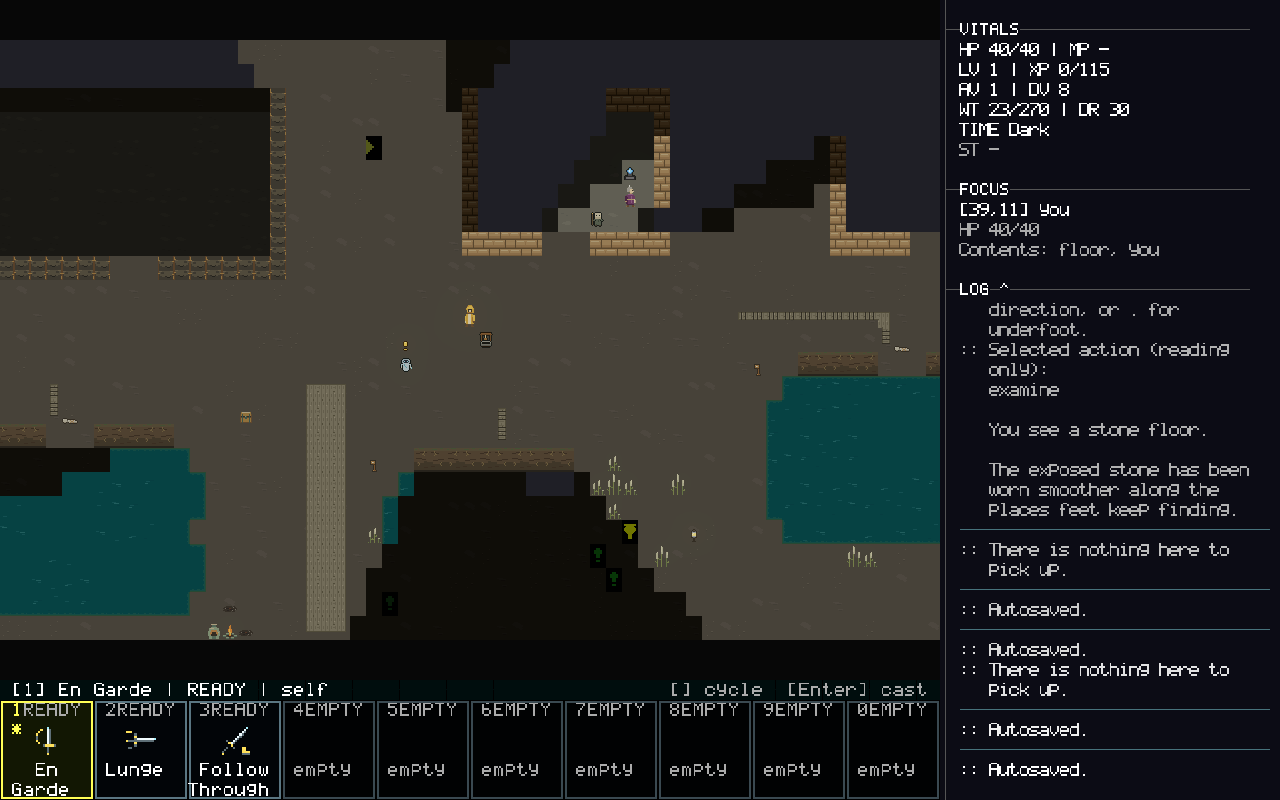 VITALS
HP 40/40 | MP -
LV 1 | XP 0/115
AV 1 | DV 8
WT 23/270 | DR 30
TIME Dark
ST -
FOCUS
[39,11] You
HP 40/40
Contents: floor, You
LOG ^
direction, or . for
underfoot.
:: Selected action (reading
only):
examine
You see a stone floor.
The exposed stone has been
worn smoother along the
places feet keep finding.
:: There is nothing here to
pick up.
:: Autosaved.
:: Autosaved.
:: There is nothing here to
pick up.
:: Autosaved.
:: Autosaved.
[1] En Garde | READY | self
[] cycle [Enter] cast
1READY 2READY 3READY 4EMPTY 5EMPTY 6EMPTY 7EMPTY 8EMPTY 9EMPTY 0EMPTY
*
En Garde
Lunge
Follow Through
empty empty empty empty empty empty empty